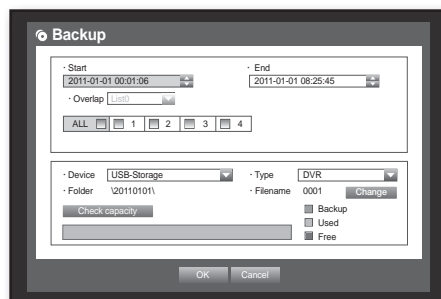 Backup
· Start
· End
2011-01-01 00:01:06
2011-01-01 08:25:45
· Overlap List0
ALL 1 2 3 4
· Device USB-Storage
· Type DVR
· Folder \20110101\
· Filename 0001 Change
Check capacity
Backup
Used
Free
OK Cancel